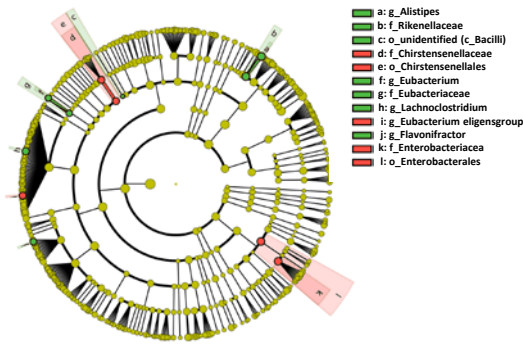 a: g_Alistipes
b: f_Rikenellaceae
c: o_unidentified (c_Bacilli)
d: f_Chirstensenellaceae
e: o_Chirstensenellales
f: g_Eubacterium
g: f_Eubacteriaceae
h: g_Lachnoclostridium
i: g_Eubacterium eligensgroup
j: g_Flavonifractor
k: f_Enterobacteriacea
l: o_Enterobacterales
e
c
d
b
a
l
k